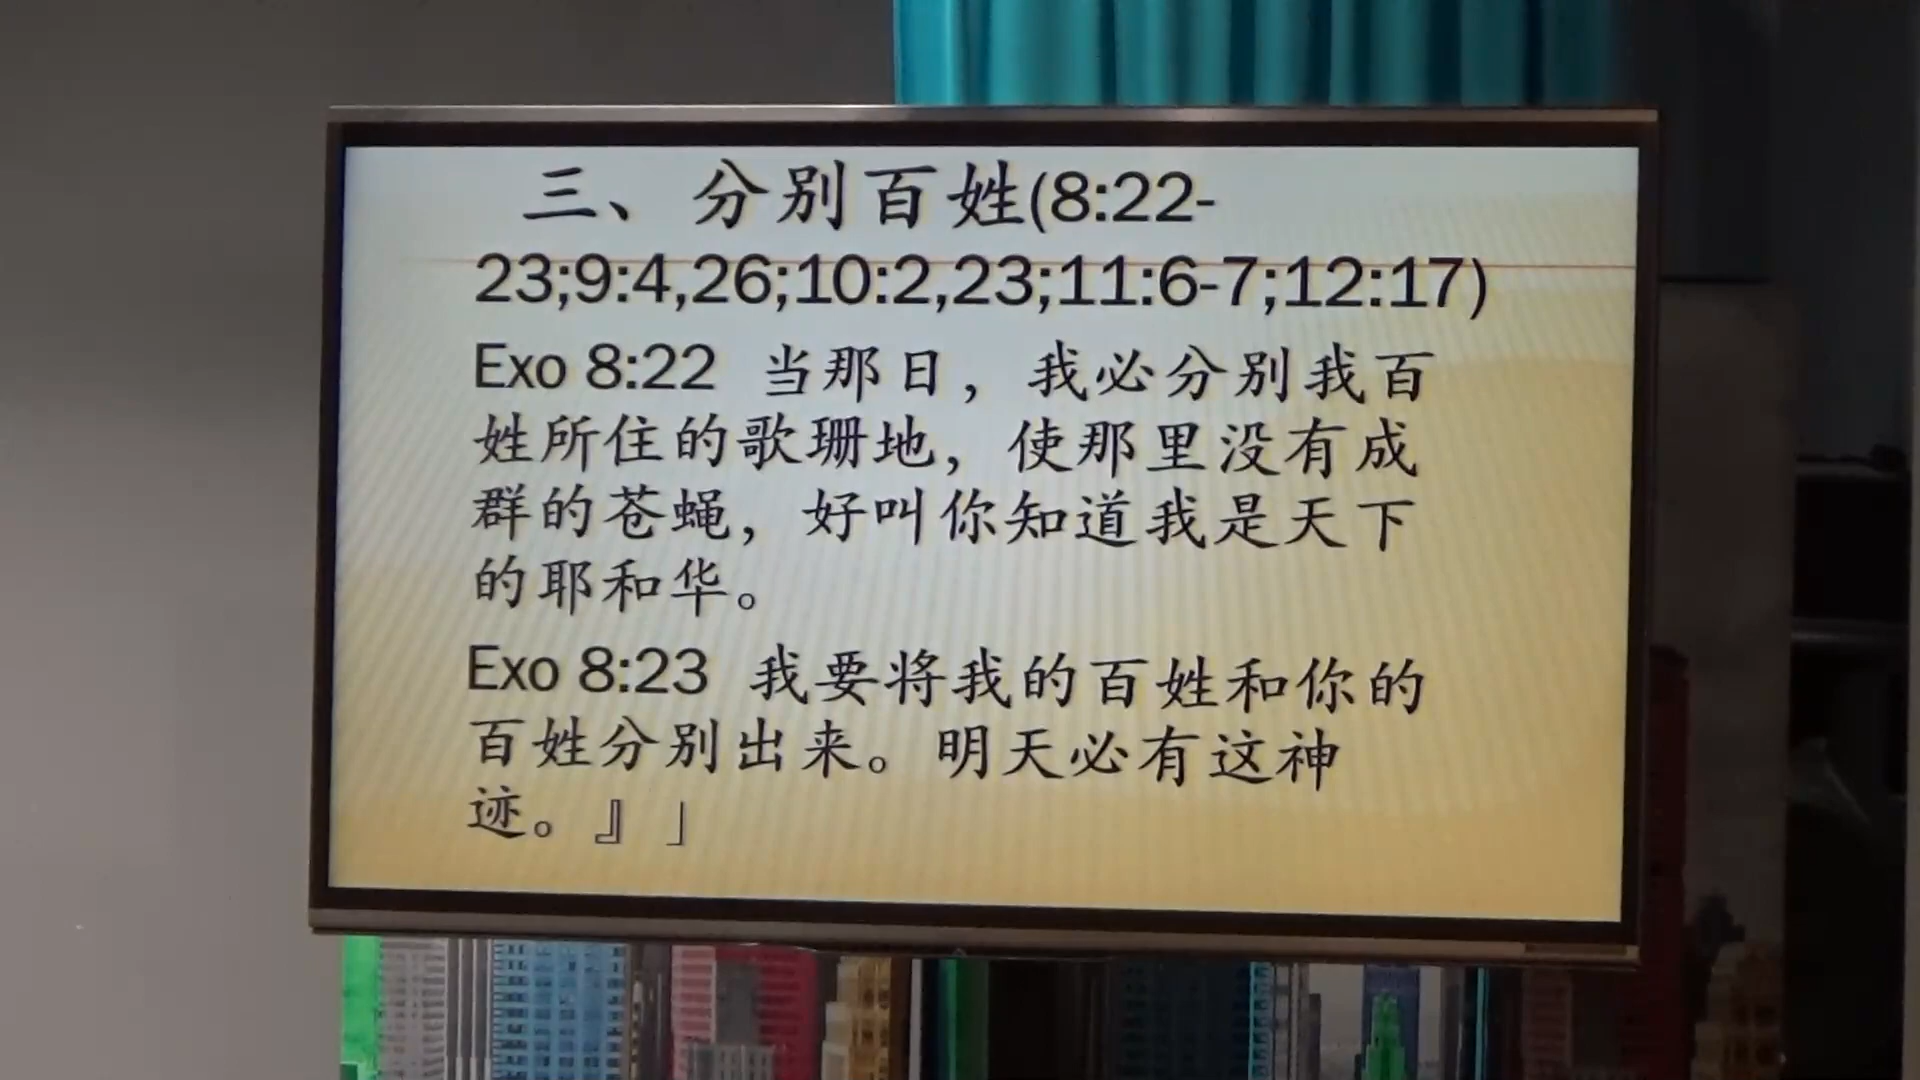 三、分别百姓(8:22-
23;9:4,26;10:2,23;11:6-7;12:17)
Exo 8:22 当那日，我必分别我百
姓所住的歌珊地，使那里没有成
群的苍蝇，好叫你知道我是天下
的耶和华。
Exo 8:23 我要将我的百姓和你的
百姓分别出来。明天必有这神
迹。』」